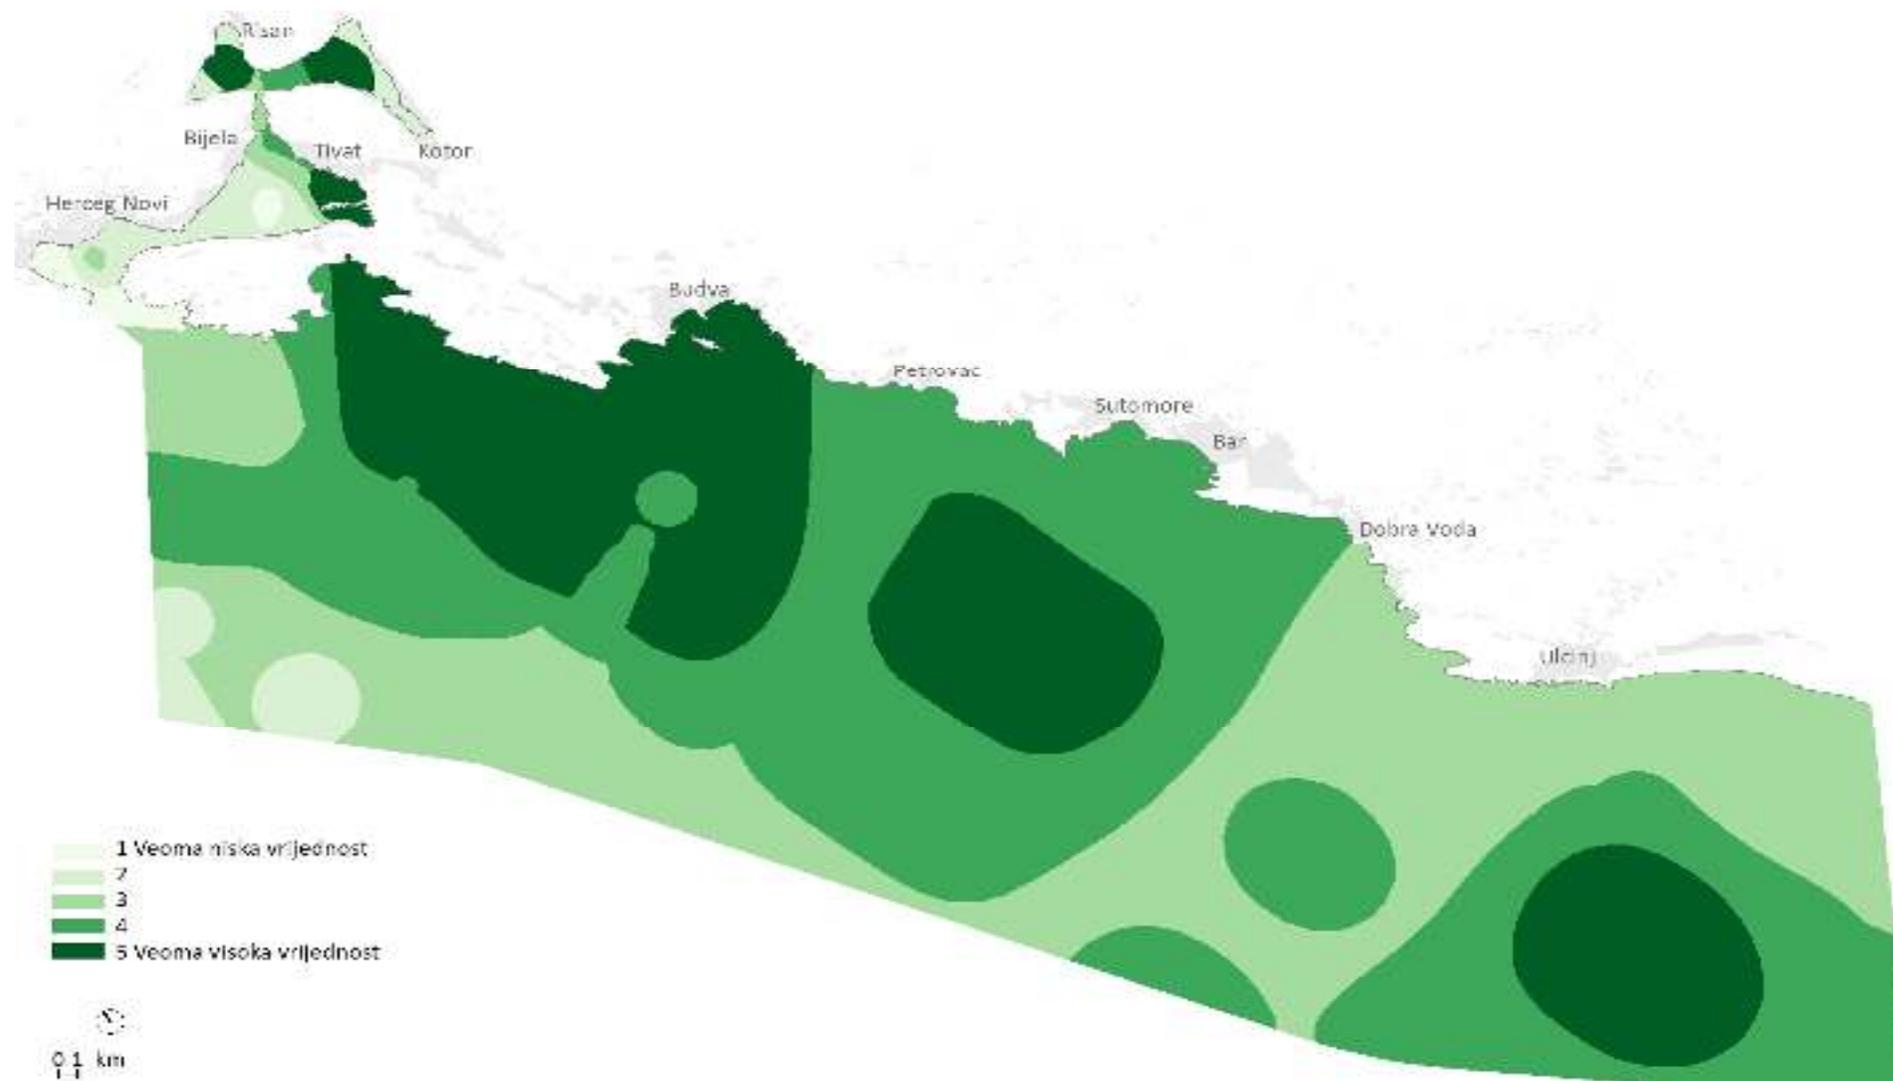 Risan
Bijela
Tivat
Kotor
Herceg Novi
Budva
Petrovac
Sutomore
Bar
Dobra Voda
Ulcinj
1 Veoma niska vrijednost
2
3
4
5 Veoma visoka vrijednost
0 1 km